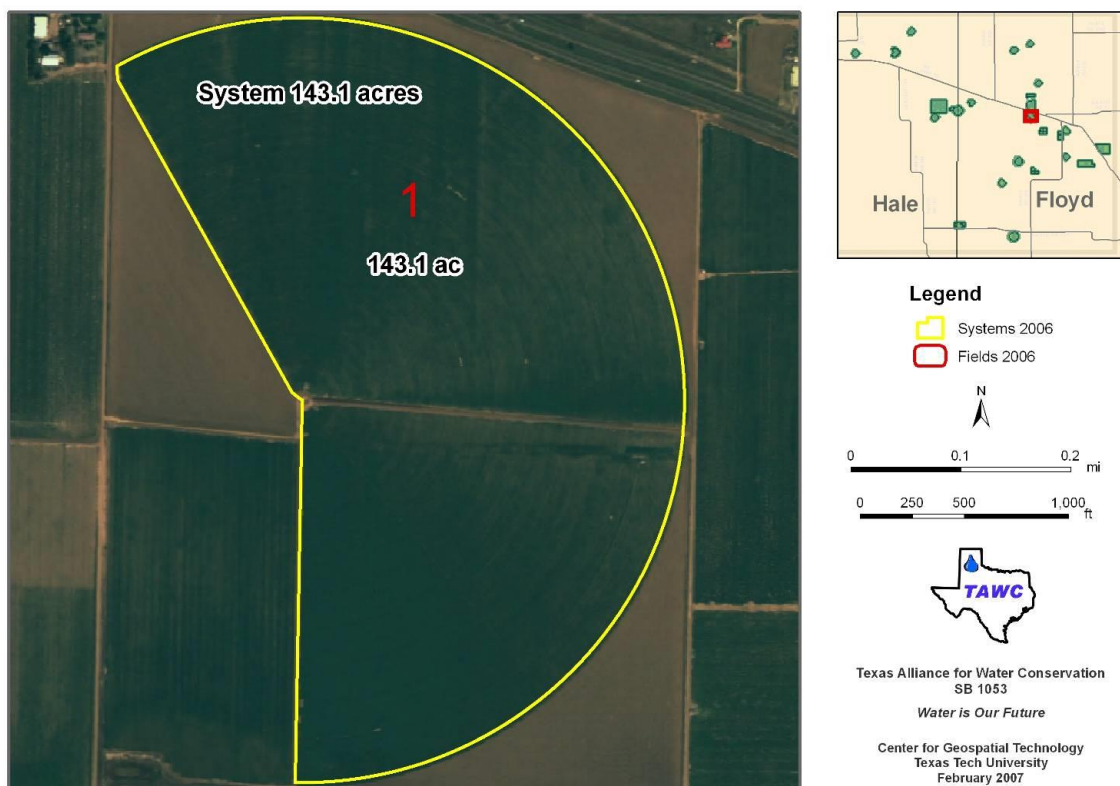 System 143.1 acres
1
143.1 ac
Hale
Floyd
Legend
Systems 2006
Fields 2006
N
0 0.1 0.2
mi
0 250 500 1,000
ft
TAWC
Texas Alliance for Water Conservation
SB 1053
Water is Our Future
Center for Geospatial Technology
Texas Tech University
February 2007